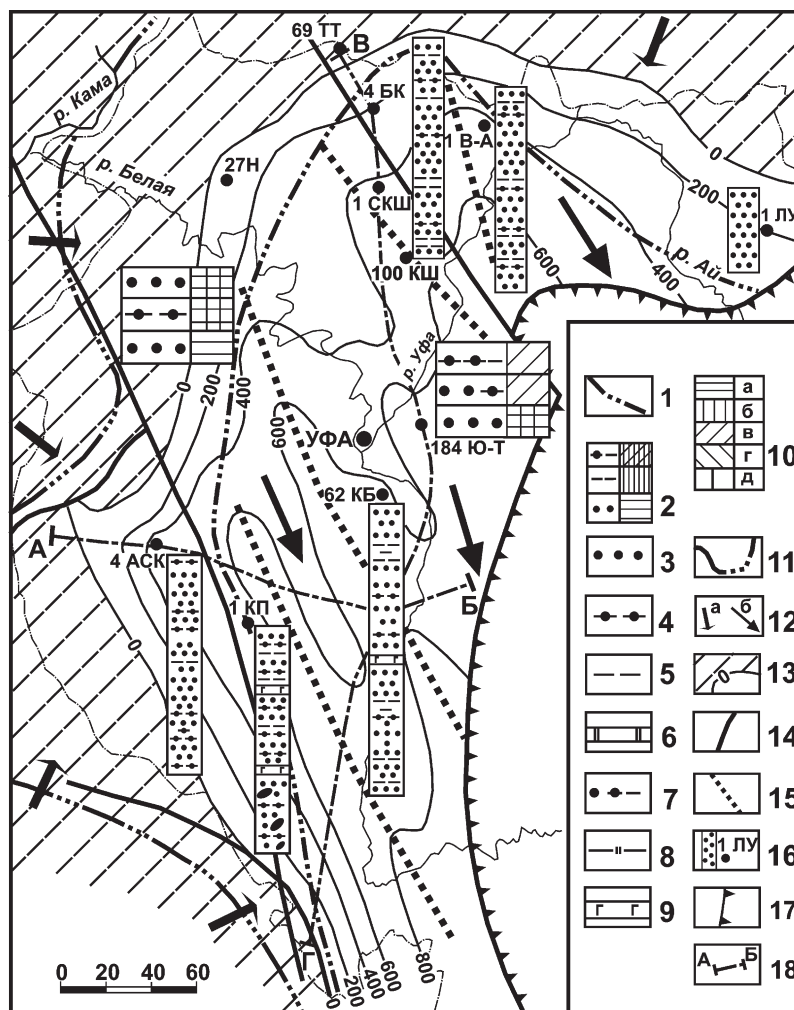 69 ТТ
В
р. Кама
4 БК
1 В-А
0
р. Белая
27Н
200
1 СКШ
1 ЛУ
р. Ай
100 КШ
600
400
р. Уфа
0
200
400
600
УФА
184 Ю-Т
62 КБ
А
4 АСК
Б
1 КП
0
Г
0
200
400
600
800
0 20 40 60
1
2
3
4
5
6
7
8
9
а
б
в
г
д
10
11
а б
12
0
13
14
15
1 ЛУ
16
17
А Б
18